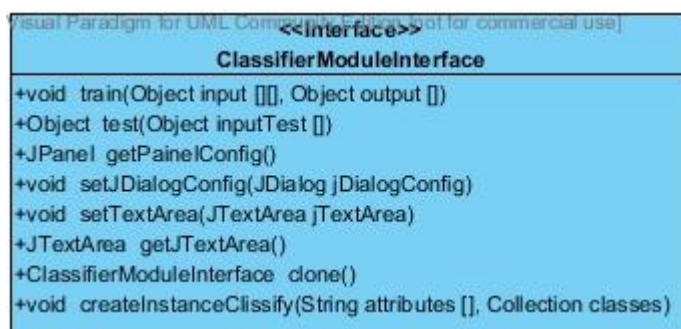 Visual Paradigm for UML Community Edition [not for commercial use]
<<Interface>>
ClassifierModuleInterface
+void train(Object input [][], Object output [])
+Object test(Object inputTest [])
+JPanel getPainelConfig()
+void setJDialogConfig(JDialog jDialogConfig)
+void setTextArea(JTextArea jTextArea)
+JTextArea getJTextArea()
+ClassifierModuleInterface clone()
+void createInstanceClissify(String attributes [], Collection classes)